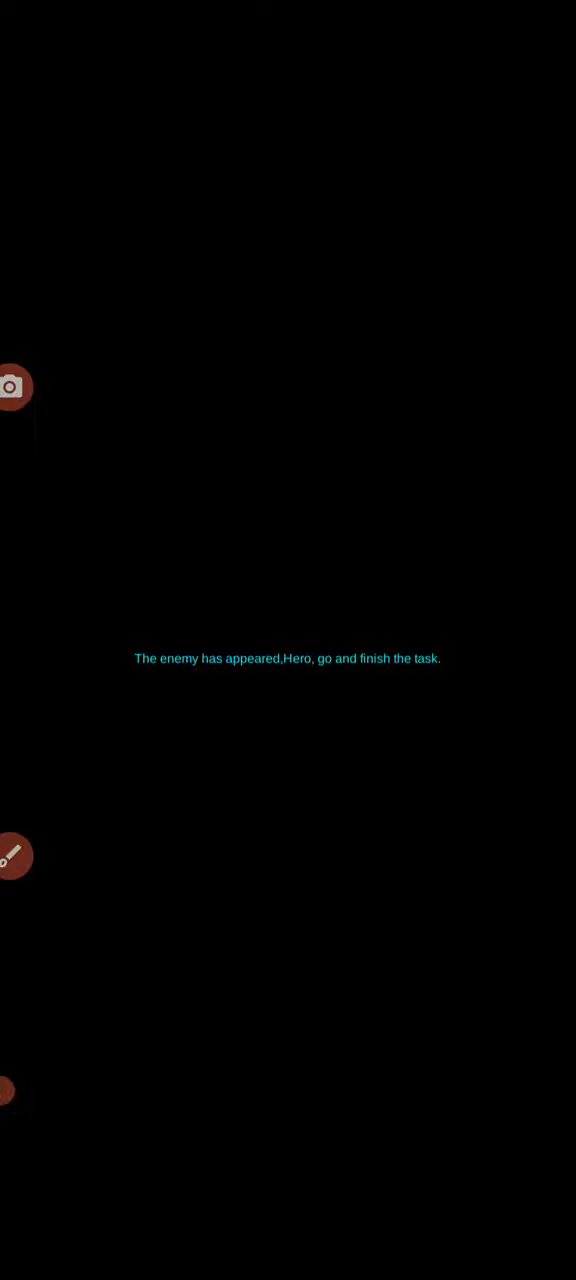 The enemy has appeared,Hero, go and finish the task.